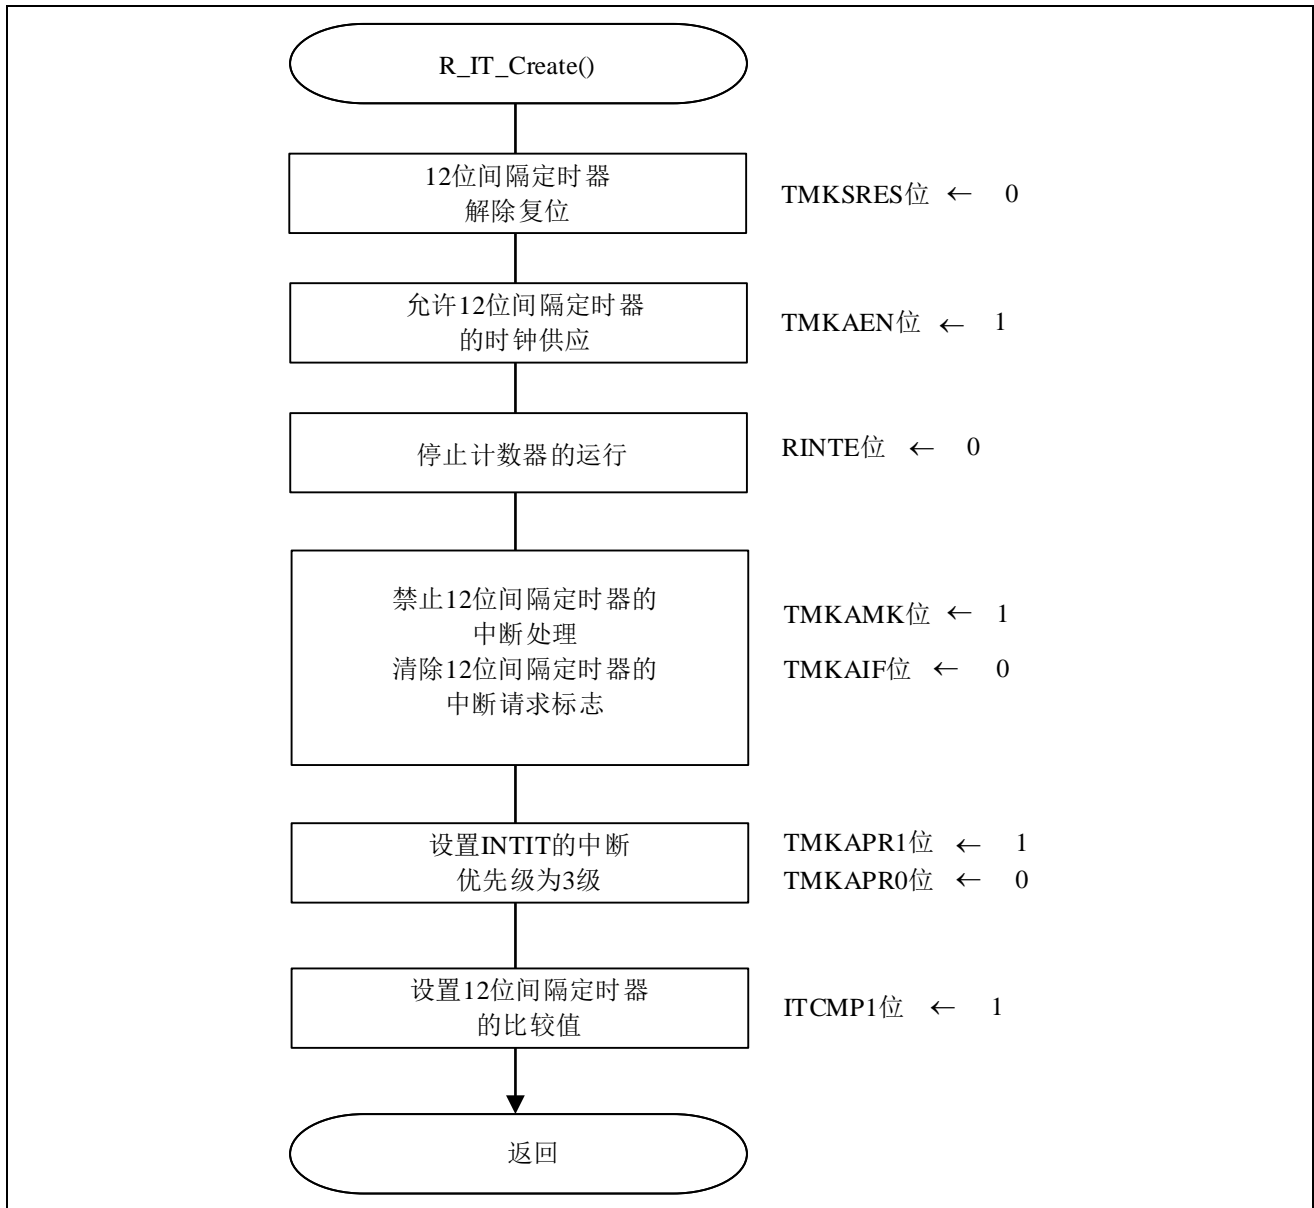 R_IT_Create()
12位间隔定时器
解除复位
TMKSRES位 ← 0
允许12位间隔定时器
的时钟供应
TMKAEN位 ← 1
停止计数器的运行
RINTE位 ← 0
禁止12位间隔定时器的
中断处理
清除12位间隔定时器的
中断请求标志
TMKAMK位 ← 1
TMKAIF位 ← 0
设置INTIT的中断
优先级为3级
TMKAPR1位 ← 1
TMKAPR0位 ← 0
设置12位间隔定时器
的比较值
ITCMP1位 ← 1
返回